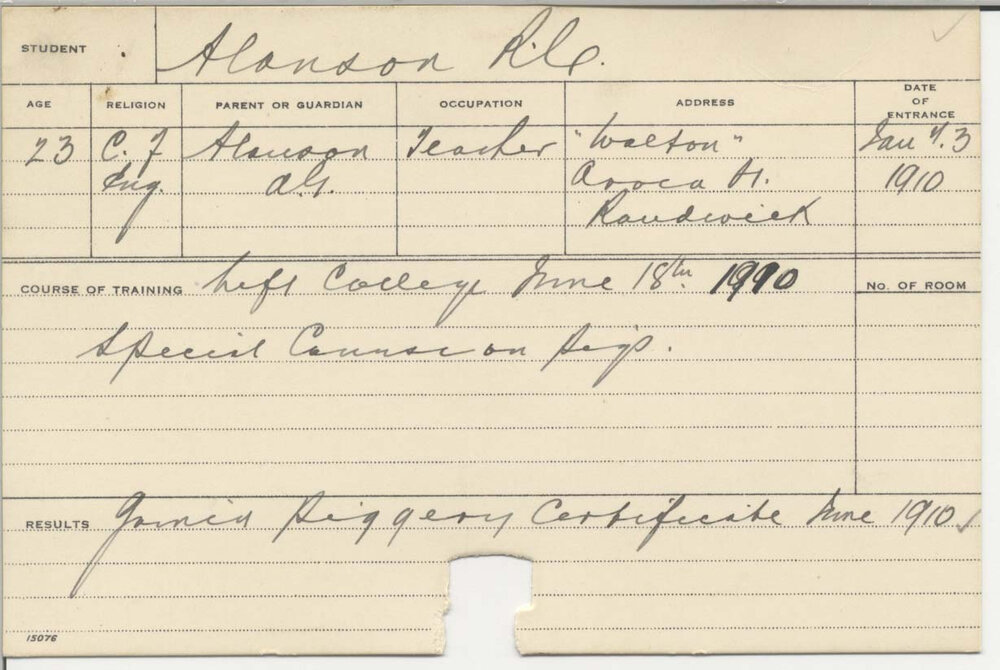 STUDENT Alanson R.C.
AGE RELIGION PARENT OR GUARDIAN OCCUPATION ADDRESS DATE OF ENTRANCE
23 C. of Alanson Teacher "Walton" Jan 3
Eng. A.G. Avoca St. 1910
Randwick
COURSE OF TRAINING Left College June 18th. 1910 NO. OF ROOM
Special Course on Pigs.
RESULTS Gained Piggery Certificate June 1910
15076